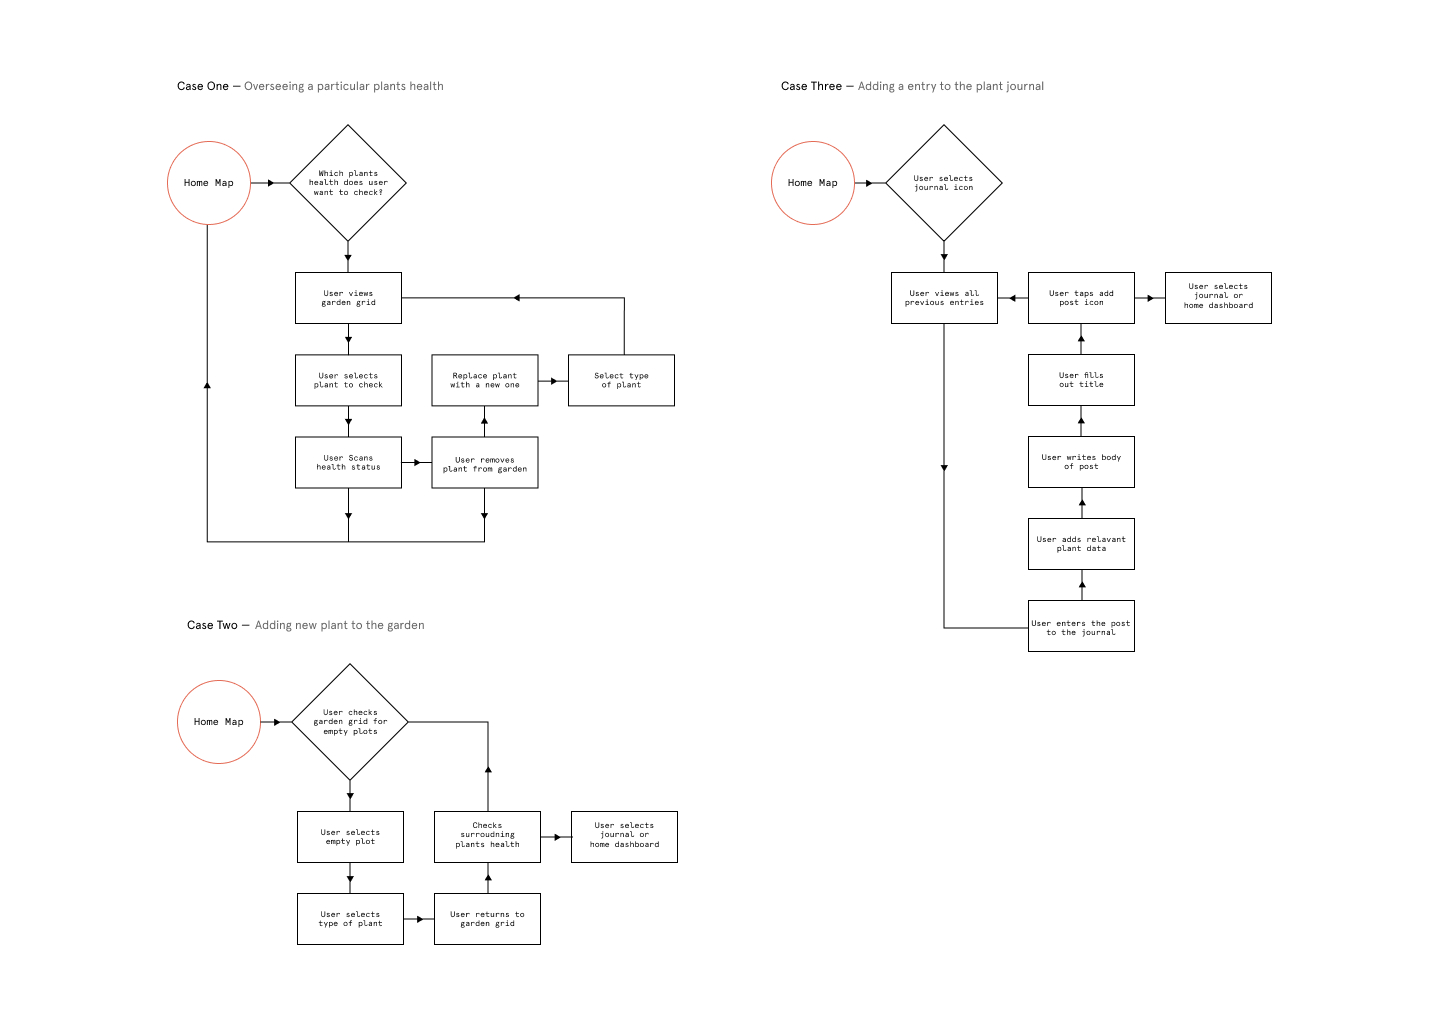 Case One — Overseeing a particular plants health
Home Map
Which plants
health does user
want to check?
User views
garden grid
User selects
plant to check
Replace plant
with a new one
Select type
of plant
User Scans
health status
User removes
plant from garden
Case Two — Adding new plant to the garden
Home Map
User checks
garden grid for
empty plots
User selects
empty plot
Checks
surroudning
plants health
User selects
journal or
home dashboard
User selects
type of plant
User returns to
garden grid
Case Three — Adding a entry to the plant journal
Home Map
User selects
journal icon
User views all
previous entries
User taps add
post icon
User selects
journal or
home dashboard
User fills
out title
User writes body
of post
User adds relavant
plant data
User enters the post
to the journal